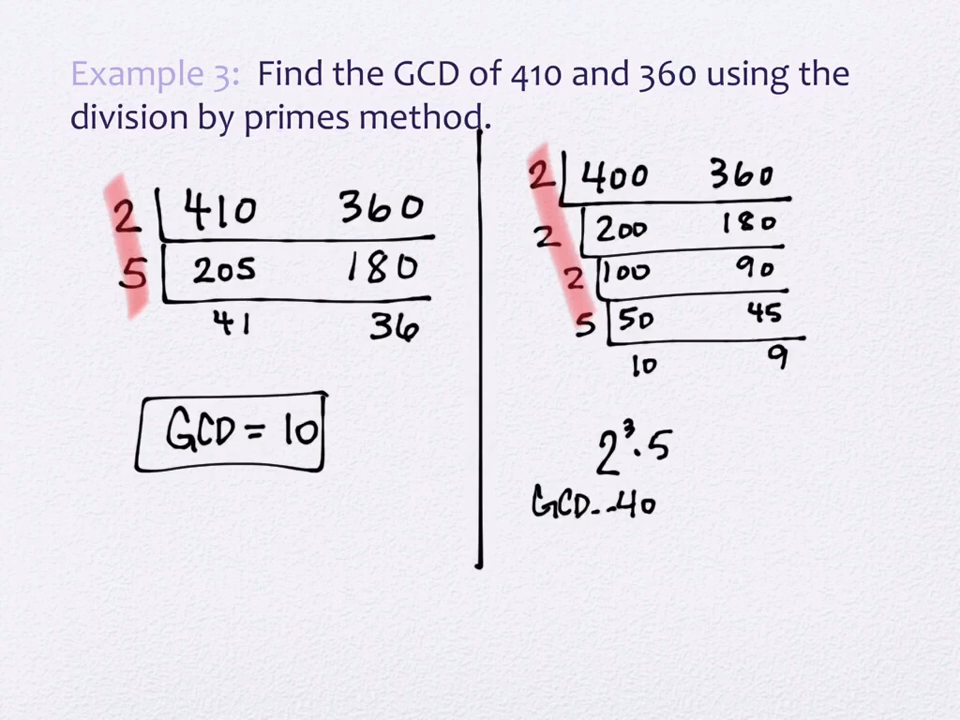 Example 3: Find the GCD of 410 and 360 using the
division by primes method.
2 410 360
5 205 180
41 36
GCD = 10
2 400 360
2 200 180
2 100 90
5 50 45
10 9
2³·5
GCD--40